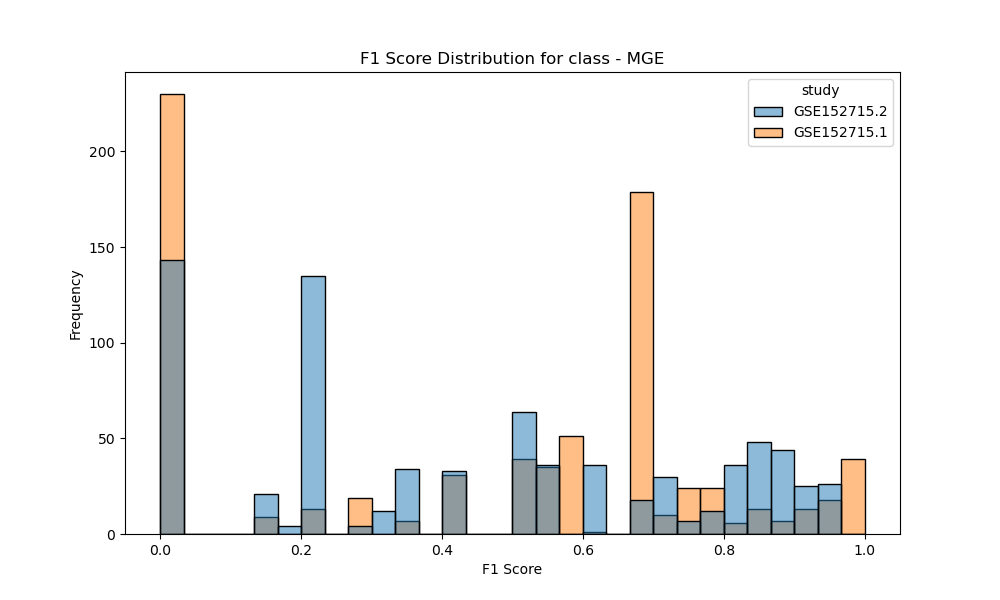 F1 Score Distribution for class - MGE
study
GSE152715.2
GSE152715.1
Frequency
200
150
100
50
0
0.0 0.2 0.4 0.6 0.8 1.0
F1 Score